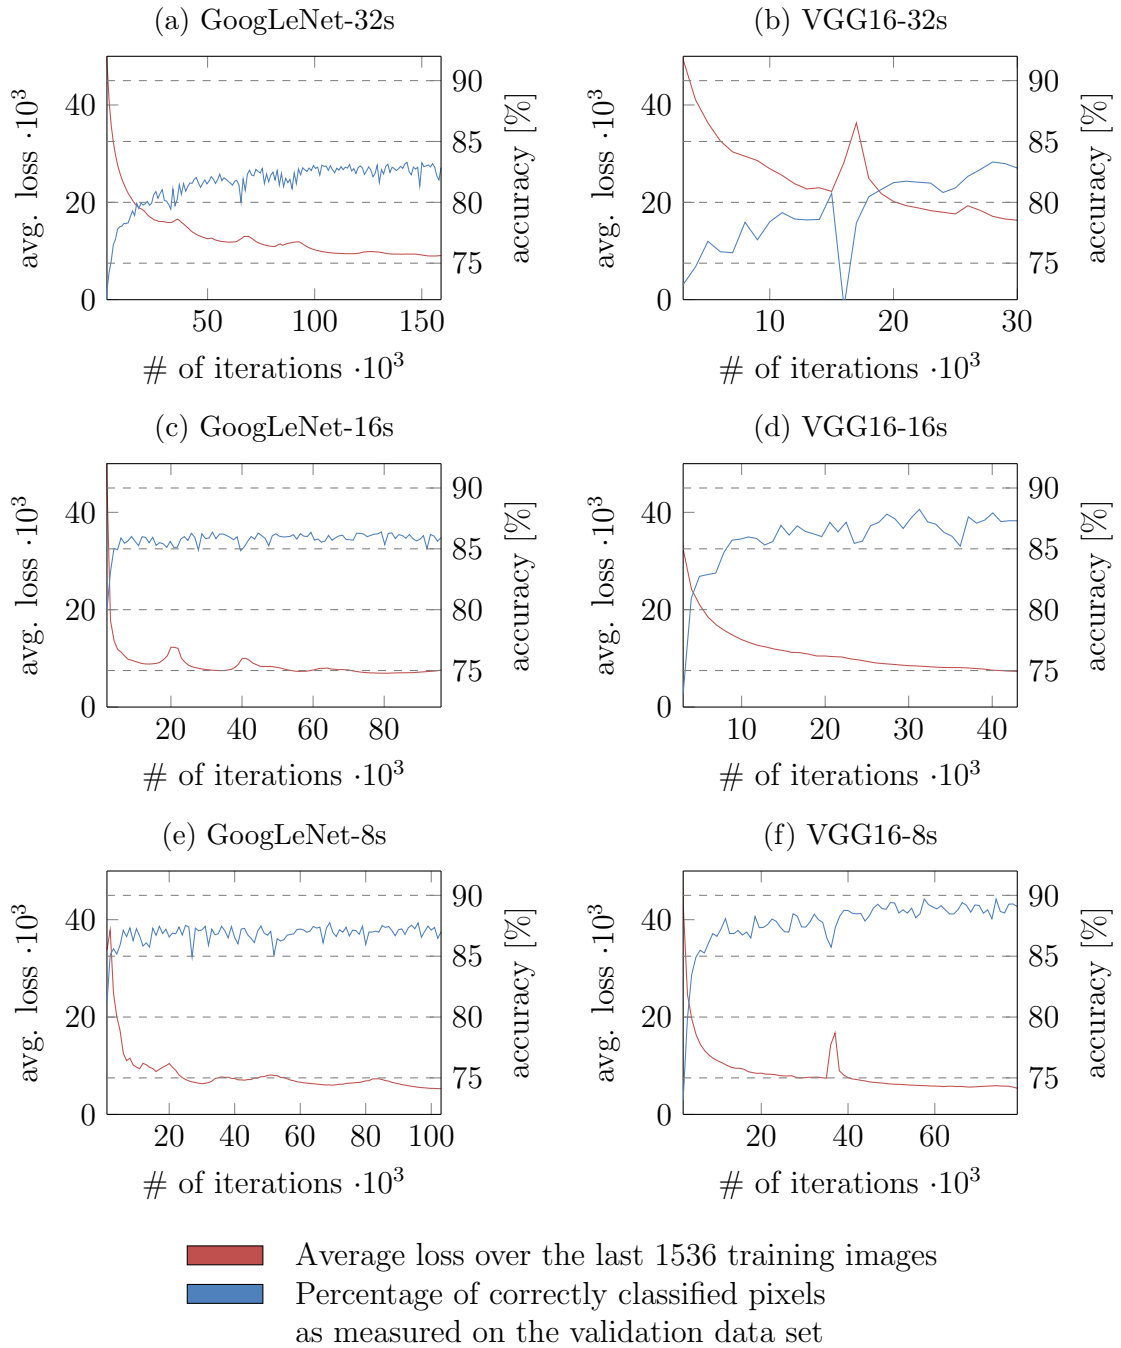 (a) GoogLeNet-32s
(b) VGG16-32s
avg. loss ·10³
40
20
0
90
85
80
75
accuracy [%]
50
100
150
# of iterations ·10³
avg. loss ·10³
40
20
0
90
85
80
75
accuracy [%]
10
20
30
# of iterations ·10³
(c) GoogLeNet-16s
(d) VGG16-16s
avg. loss ·10³
40
20
0
90
85
80
75
accuracy [%]
20
40
60
80
# of iterations ·10³
avg. loss ·10³
40
20
0
90
85
80
75
accuracy [%]
10
20
30
40
# of iterations ·10³
(e) GoogLeNet-8s
(f) VGG16-8s
avg. loss ·10³
40
20
0
90
85
80
75
accuracy [%]
20
40
60
80
100
# of iterations ·10³
avg. loss ·10³
40
20
0
90
85
80
75
accuracy [%]
20
40
60
# of iterations ·10³
Average loss over the last 1536 training images
Percentage of correctly classified pixels
as measured on the validation data set